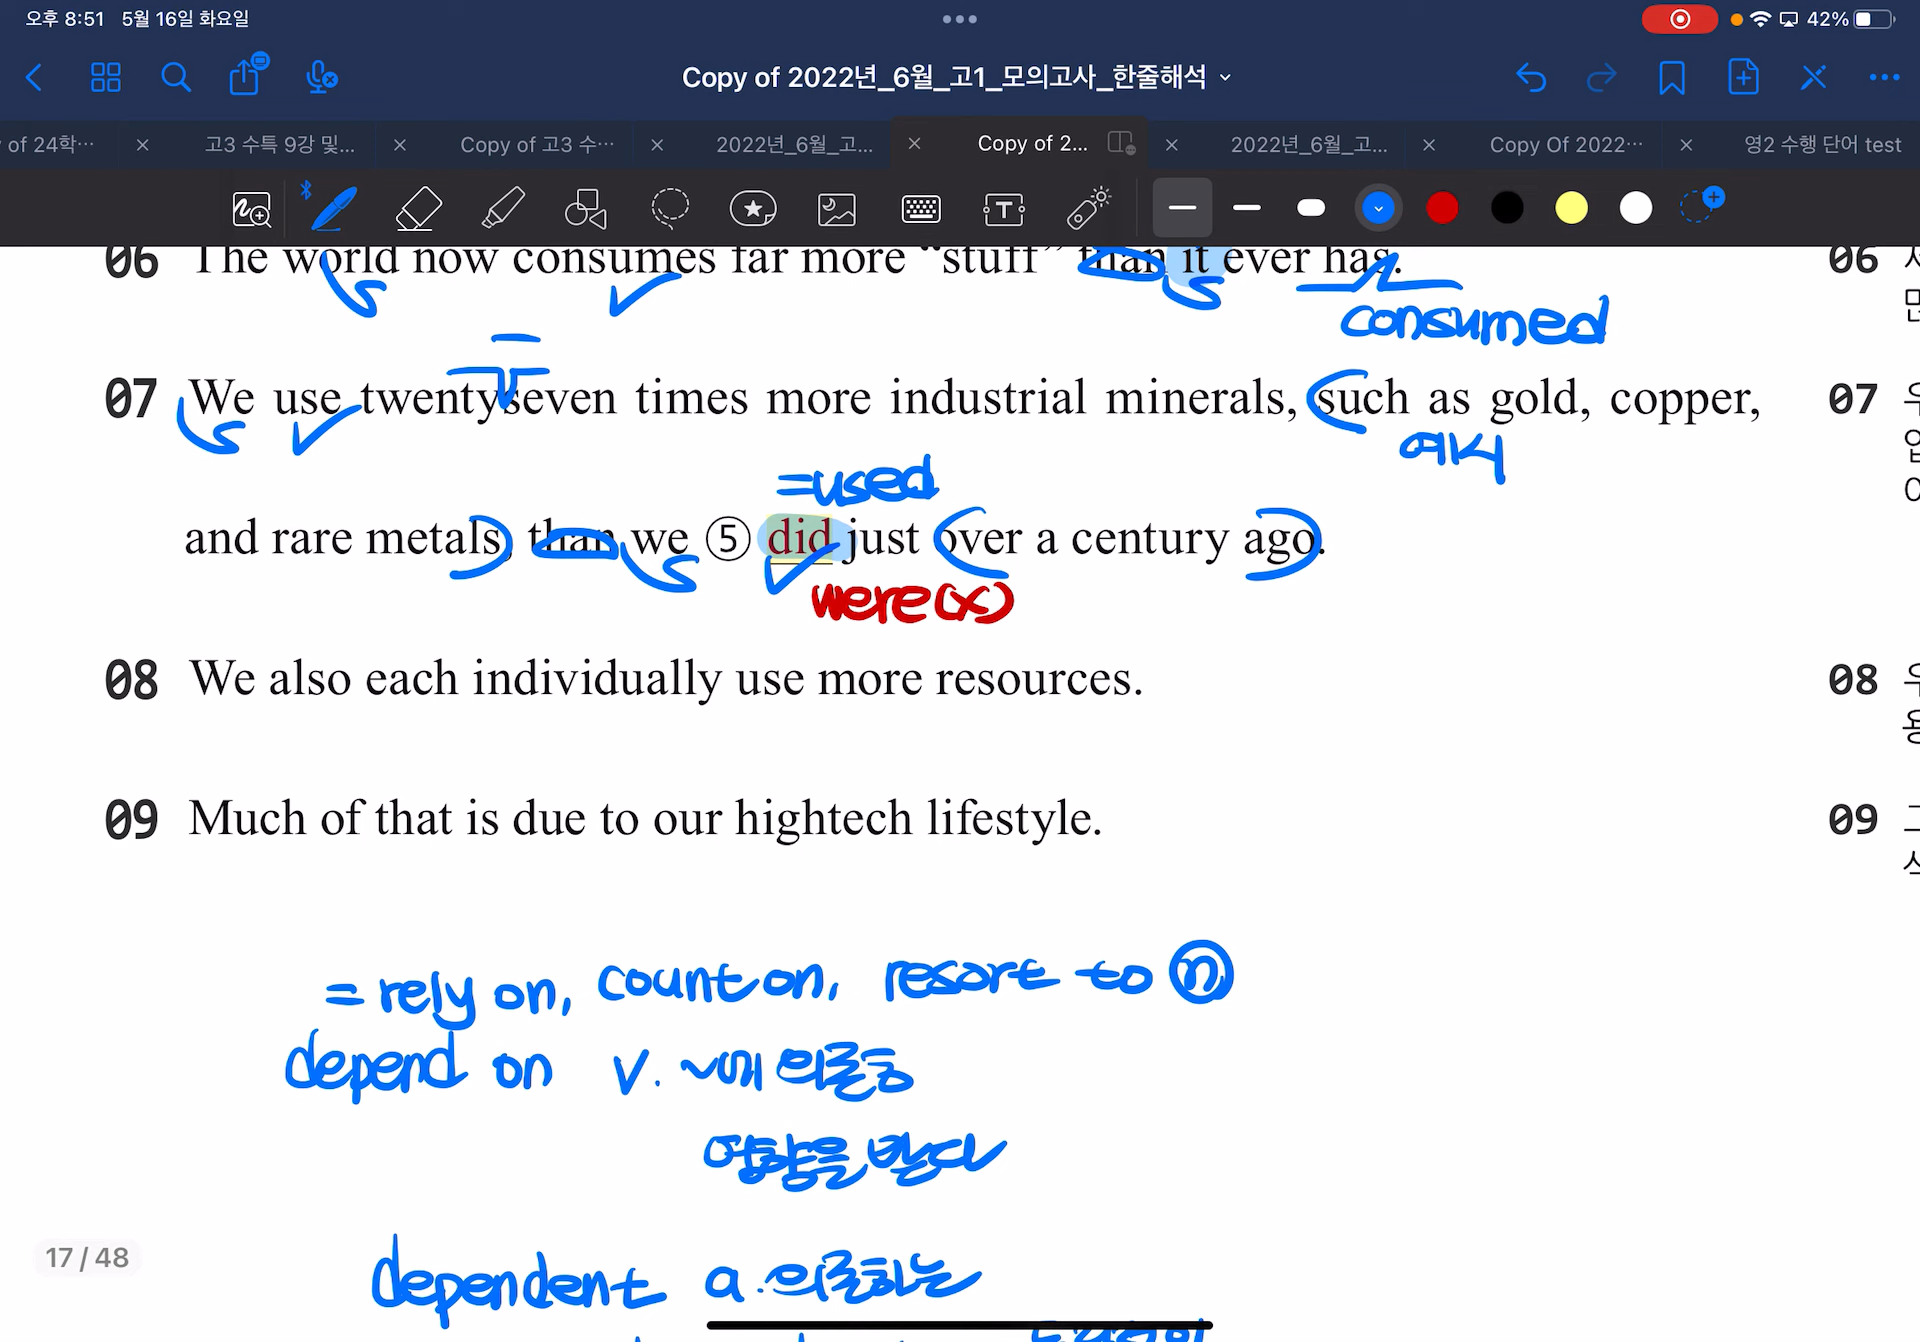 오후 8:51 5월 16일 화요일
42%
Copy of 2022년_6월_고1_모의고사_한줄해석
of 24학···
고3 수특 9강 및...
Copy of 고3 수···
2022년_6월_고...
Copy of 2...
2022년_6월_고...
Copy Of 2022···
영2 수행 단어 test
06 The world now consumes far more “stuff” than it ever has.
06
consumed
07 We use twentyseven times more industrial minerals, such as gold, copper,
07
예시
=used
and rare metals, than we ⑤ did just over a century ago.
were(x)
08 We also each individually use more resources.
08
09 Much of that is due to our hightech lifestyle.
09
= rely on, count on, resort to ⓝ
depend on v. ~에 의존
영향을 받다
17 / 48
dependent a. 의존하는